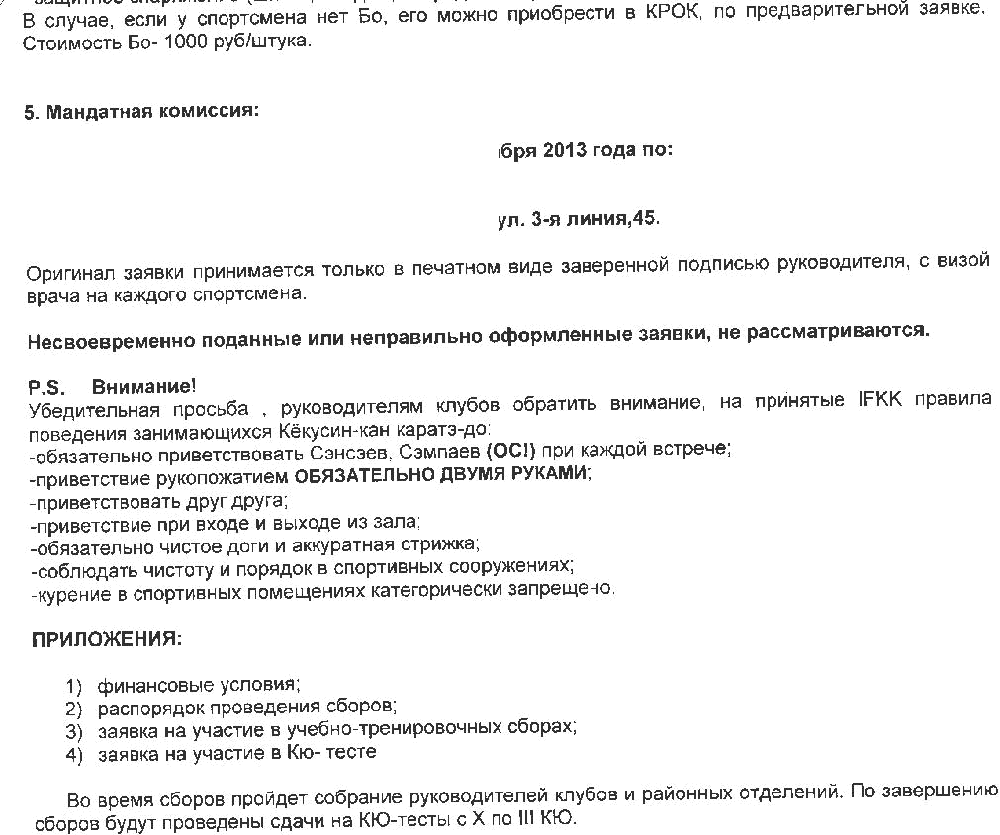 В случае, если у спортсмена нет Бо, его можно приобрести в КРОК, по предварительной заявке.
Стоимость Бо- 1000 руб/штука.
5. Мандатная комиссия:
бря 2013 года по:
ул. 3-я линия,45.
Оригинал заявки принимается только в печатном виде заверенной подписью руководителя, с визой
врача на каждого спортсмена.
Несвоевременно поданные или неправильно оформленные заявки, не рассматриваются.
P.S. Внимание!
Убедительная просьба , руководителям клубов обратить внимание, на принятые IFKK правила
поведения занимающихся Кёкусин-кан каратэ-до:
-обязательно приветствовать Сэнсэев, Сэмпаев (ОС!) при каждой встрече;
-приветствие рукопожатием ОБЯЗАТЕЛЬНО ДВУМЯ РУКАМИ;
-приветствовать друг друга;
-приветствие при входе и выходе из зала;
-обязательно чистое доги и аккуратная стрижка;
-соблюдать чистоту и порядок в спортивных сооружениях;
-курение в спортивных помещениях категорически запрещено.
ПРИЛОЖЕНИЯ:
1) финансовые условия;
2) распорядок проведения сборов;
3) заявка на участие в учебно-тренировочных сборах;
4) заявка на участие в Кю- тесте
Во время сборов пройдет собрание руководителей клубов и районных отделений. По завершению
сборов будут проведены сдачи на КЮ-тесты с X по III КЮ.